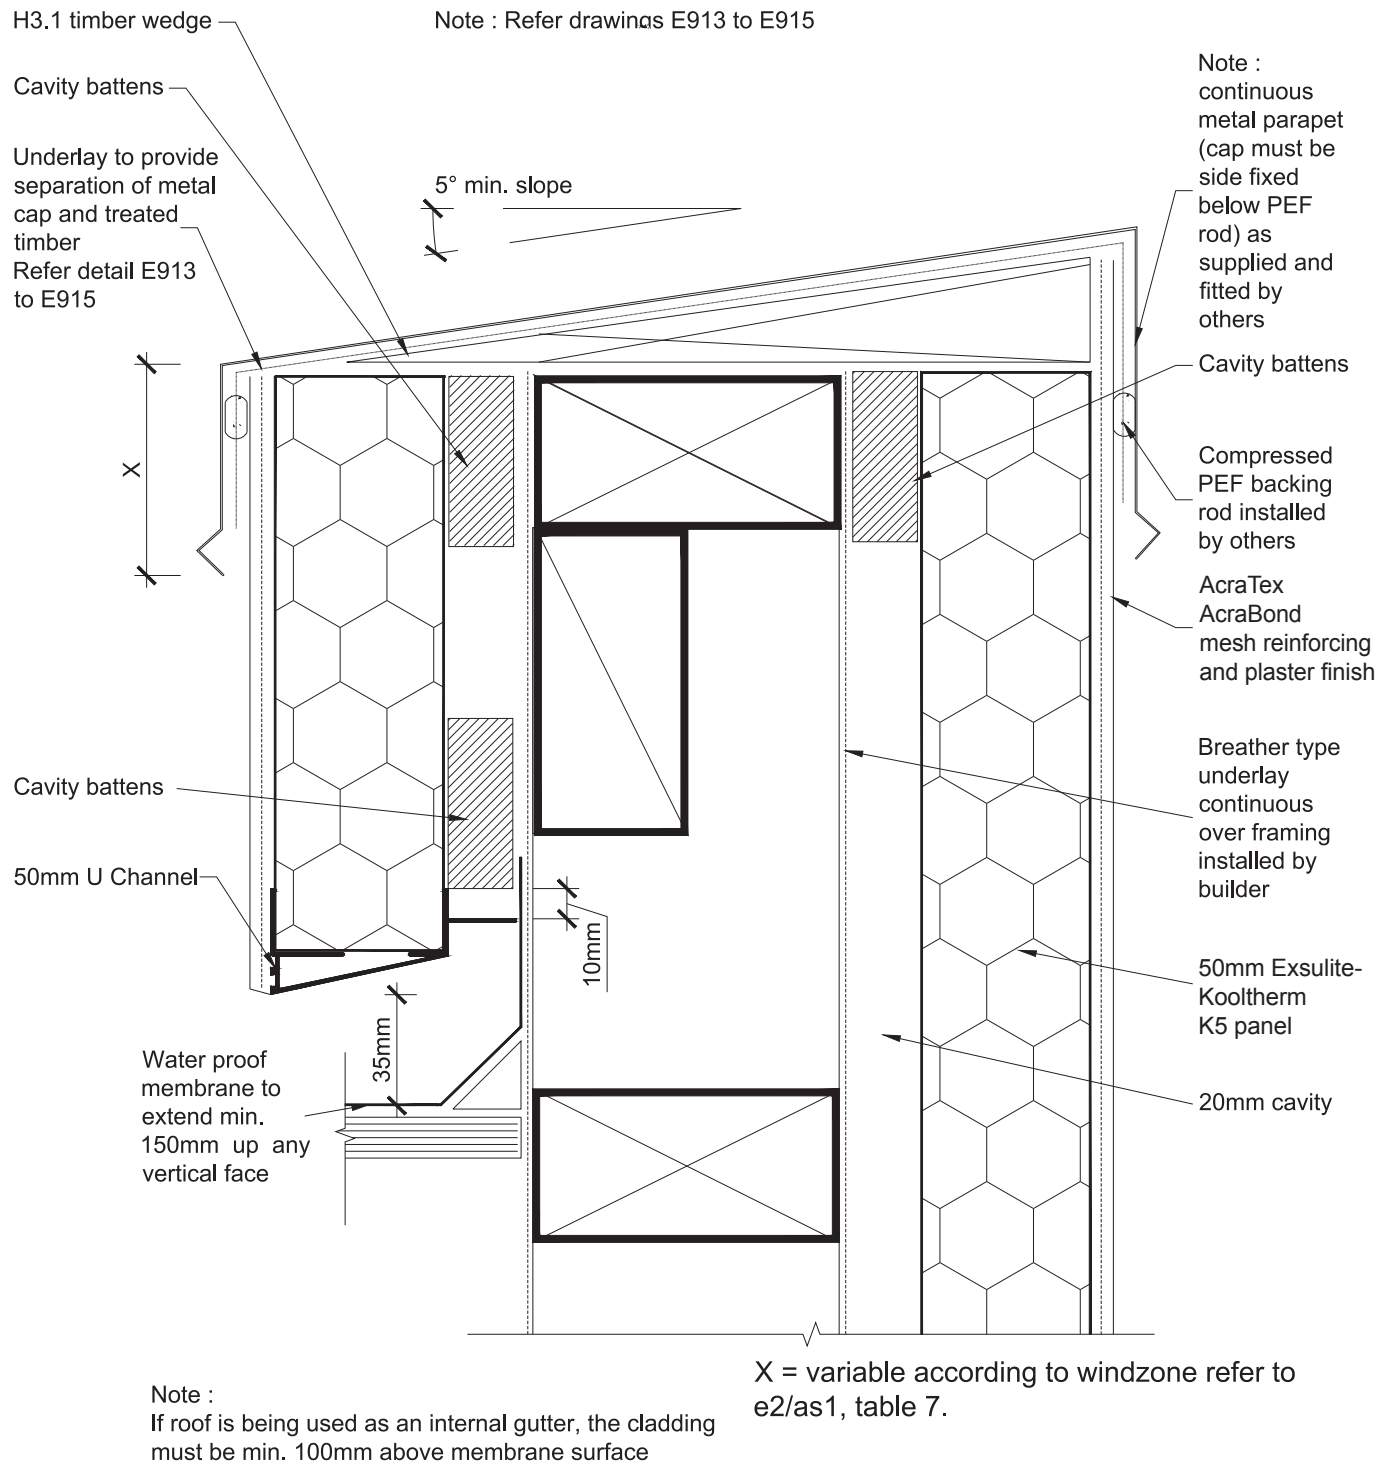 H3.1 timber wedge
Note : Refer drawings E913 to E915
Cavity battens
Underlay to provide
separation of metal
cap and treated
timber
Refer detail E913
to E915
5° min. slope
Note :
continuous
metal parapet
(cap must be
side fixed
below PEF
rod) as
supplied and
fitted by
others
Cavity battens
X
Compressed
PEF backing
rod installed
by others
AcraTex
AcraBond
mesh reinforcing
and plaster finish
Breather type
underlay
continuous
over framing
installed by
builder
Cavity battens
50mm U Channel
10mm
35mm
50mm Exsulite-
Kooltherm
K5 panel
Water proof
membrane to
extend min.
150mm up any
vertical face
20mm cavity
X = variable according to windzone refer to
e2/as1, table 7.
Note :
If roof is being used as an internal gutter, the cladding
must be min. 100mm above membrane surface